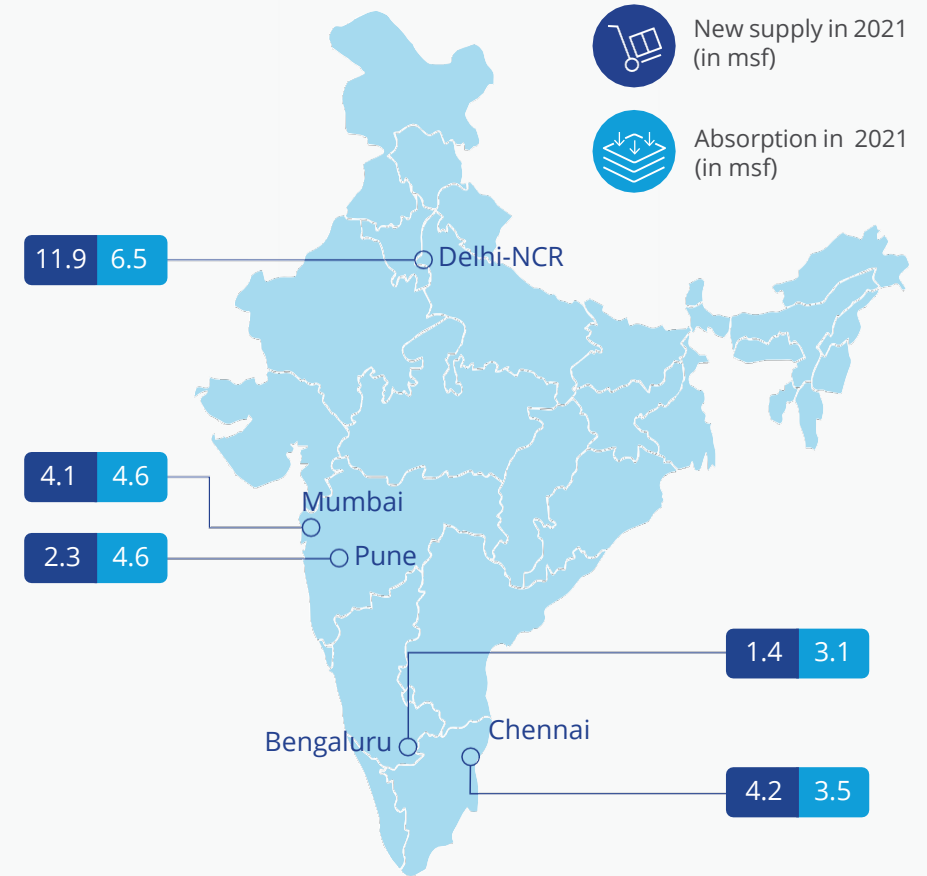 New supply in 2021
(in msf)
Absorption in 2021
(in msf)
11.9 6.5
Delhi-NCR
4.1 4.6
Mumbai
2.3 4.6
Pune
1.4 3.1
Bengaluru
Chennai
4.2 3.5